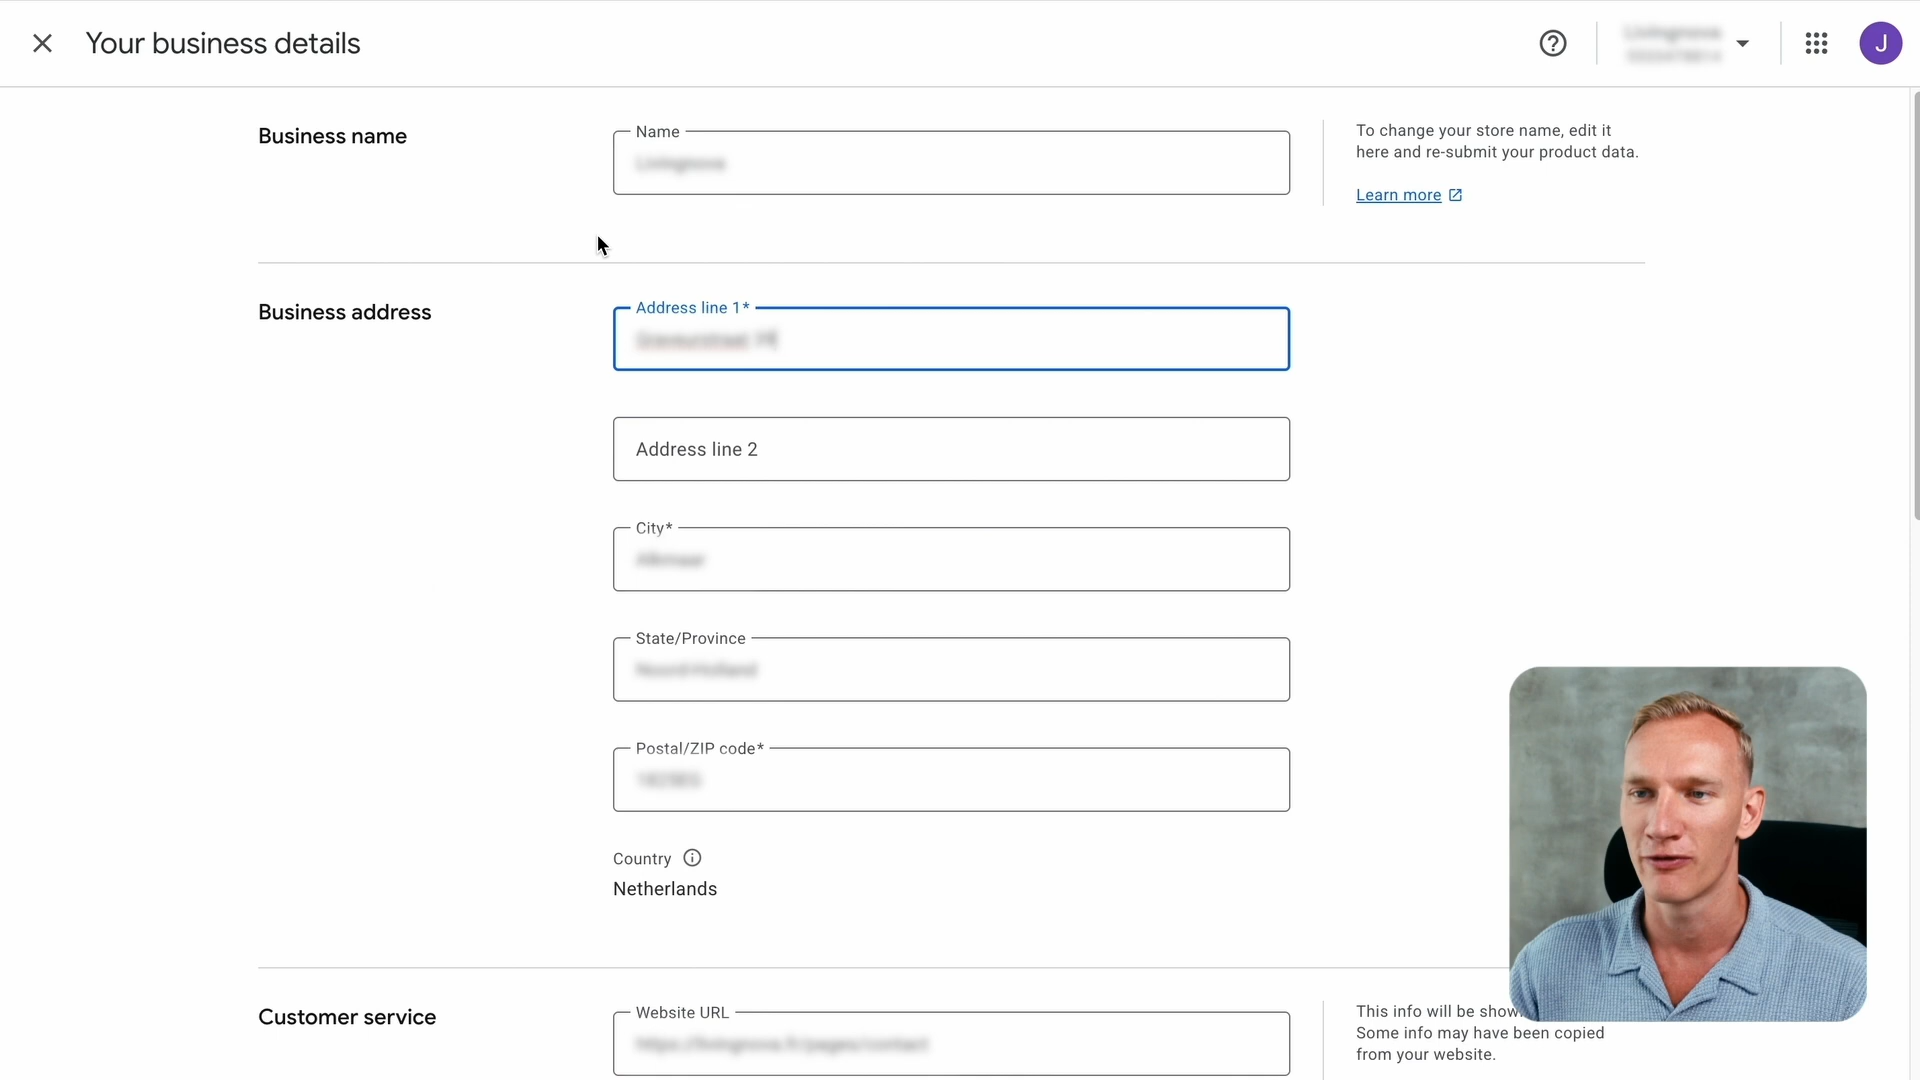 Your business details
J
Business name
Name
To change your store name, edit it
here and re-submit your product data.
Learn more
Business address
Address line 1*
Address line 2
City*
State/Province
Postal/ZIP code*
Country
Netherlands
Customer service
Website URL
This info will be show
Some info may have been copied
from your website.